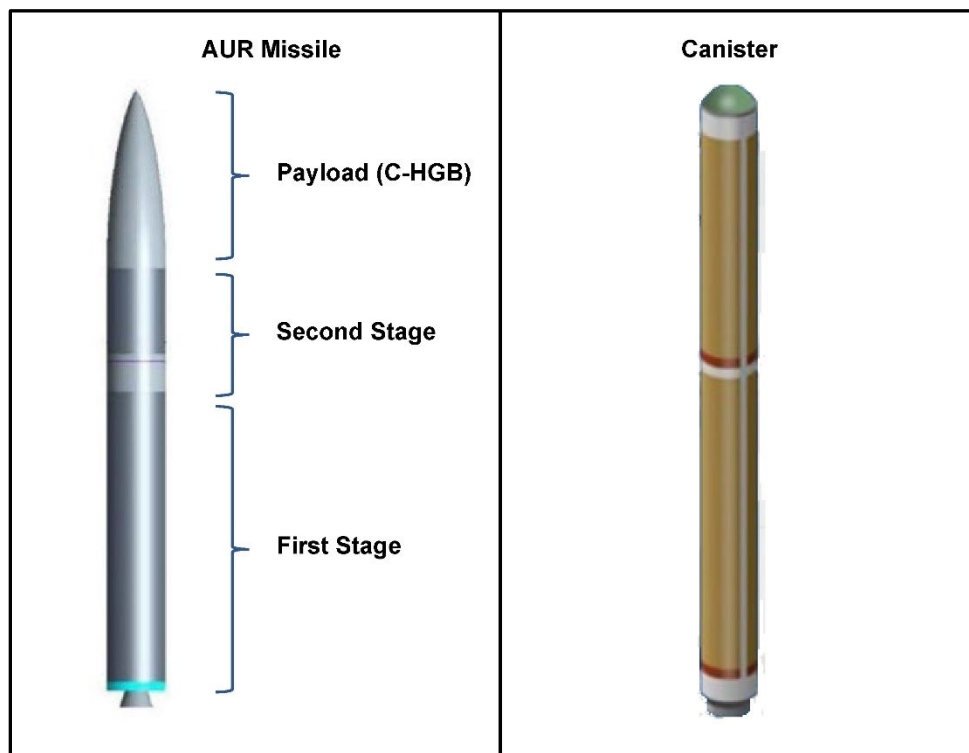 AUR Missile
Payload (C-HGB)
Second Stage
First Stage
Canister